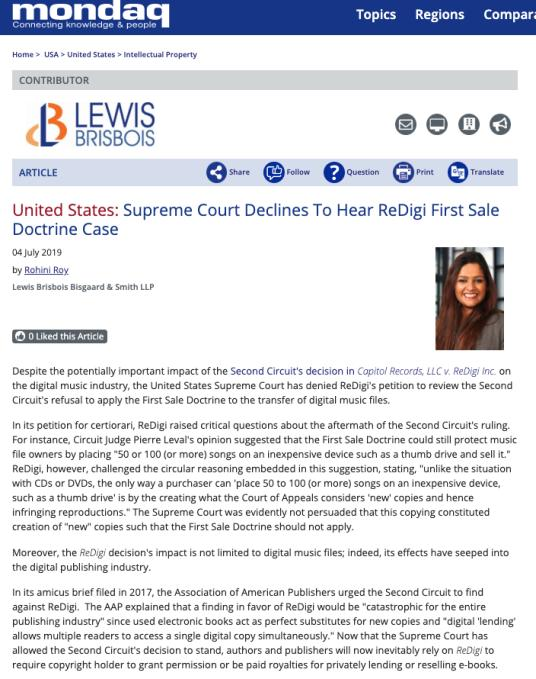 mondaq
Connecting knowledge & people
Topics Regions Compara
Home > USA > United States > Intellectual Property
CONTRIBUTOR
LEWIS
BRISBOIS
ARTICLE Share Follow Question Print Translate
United States: Supreme Court Declines To Hear ReDigi First Sale
Doctrine Case
04 July 2019
by Rohini Roy
Lewis Brisbois Bisgaard & Smith LLP
0 Liked this Article
Despite the potentially important impact of the Second Circuit's decision in Capitol Records, LLC v. ReDigi Inc. on
the digital music industry, the United States Supreme Court has denied ReDigi's petition to review the Second
Circuit's refusal to apply the First Sale Doctrine to the transfer of digital music files.
In its petition for certiorari, ReDigi raised critical questions about the aftermath of the Second Circuit's ruling.
For instance, Circuit Judge Pierre Leval's opinion suggested that the First Sale Doctrine could still protect music
file owners by placing "50 or 100 (or more) songs on an inexpensive device such as a thumb drive and sell it."
ReDigi, however, challenged the circular reasoning embedded in this suggestion, stating, "unlike the situation
with CDs or DVDs, the only way a purchaser can 'place 50 to 100 (or more) songs on an inexpensive device,
such as a thumb drive' is by the creating what the Court of Appeals considers 'new' copies and hence
infringing reproductions." The Supreme Court was evidently not persuaded that this copying constituted
creation of "new" copies such that the First Sale Doctrine should not apply.
Moreover, the ReDigi decision's impact is not limited to digital music files; indeed, its effects have seeped into
the digital publishing industry.
In its amicus brief filed in 2017, the Association of American Publishers urged the Second Circuit to find
against ReDigi. The AAP explained that a finding in favor of ReDigi would be "catastrophic for the entire
publishing industry" since used electronic books act as perfect substitutes for new copies and "digital 'lending'
allows multiple readers to access a single digital copy simultaneously." Now that the Supreme Court has
allowed the Second Circuit's decision to stand, authors and publishers will now inevitably rely on ReDigi to
require copyright holder to grant permission or be paid royalties for privately lending or reselling e-books.